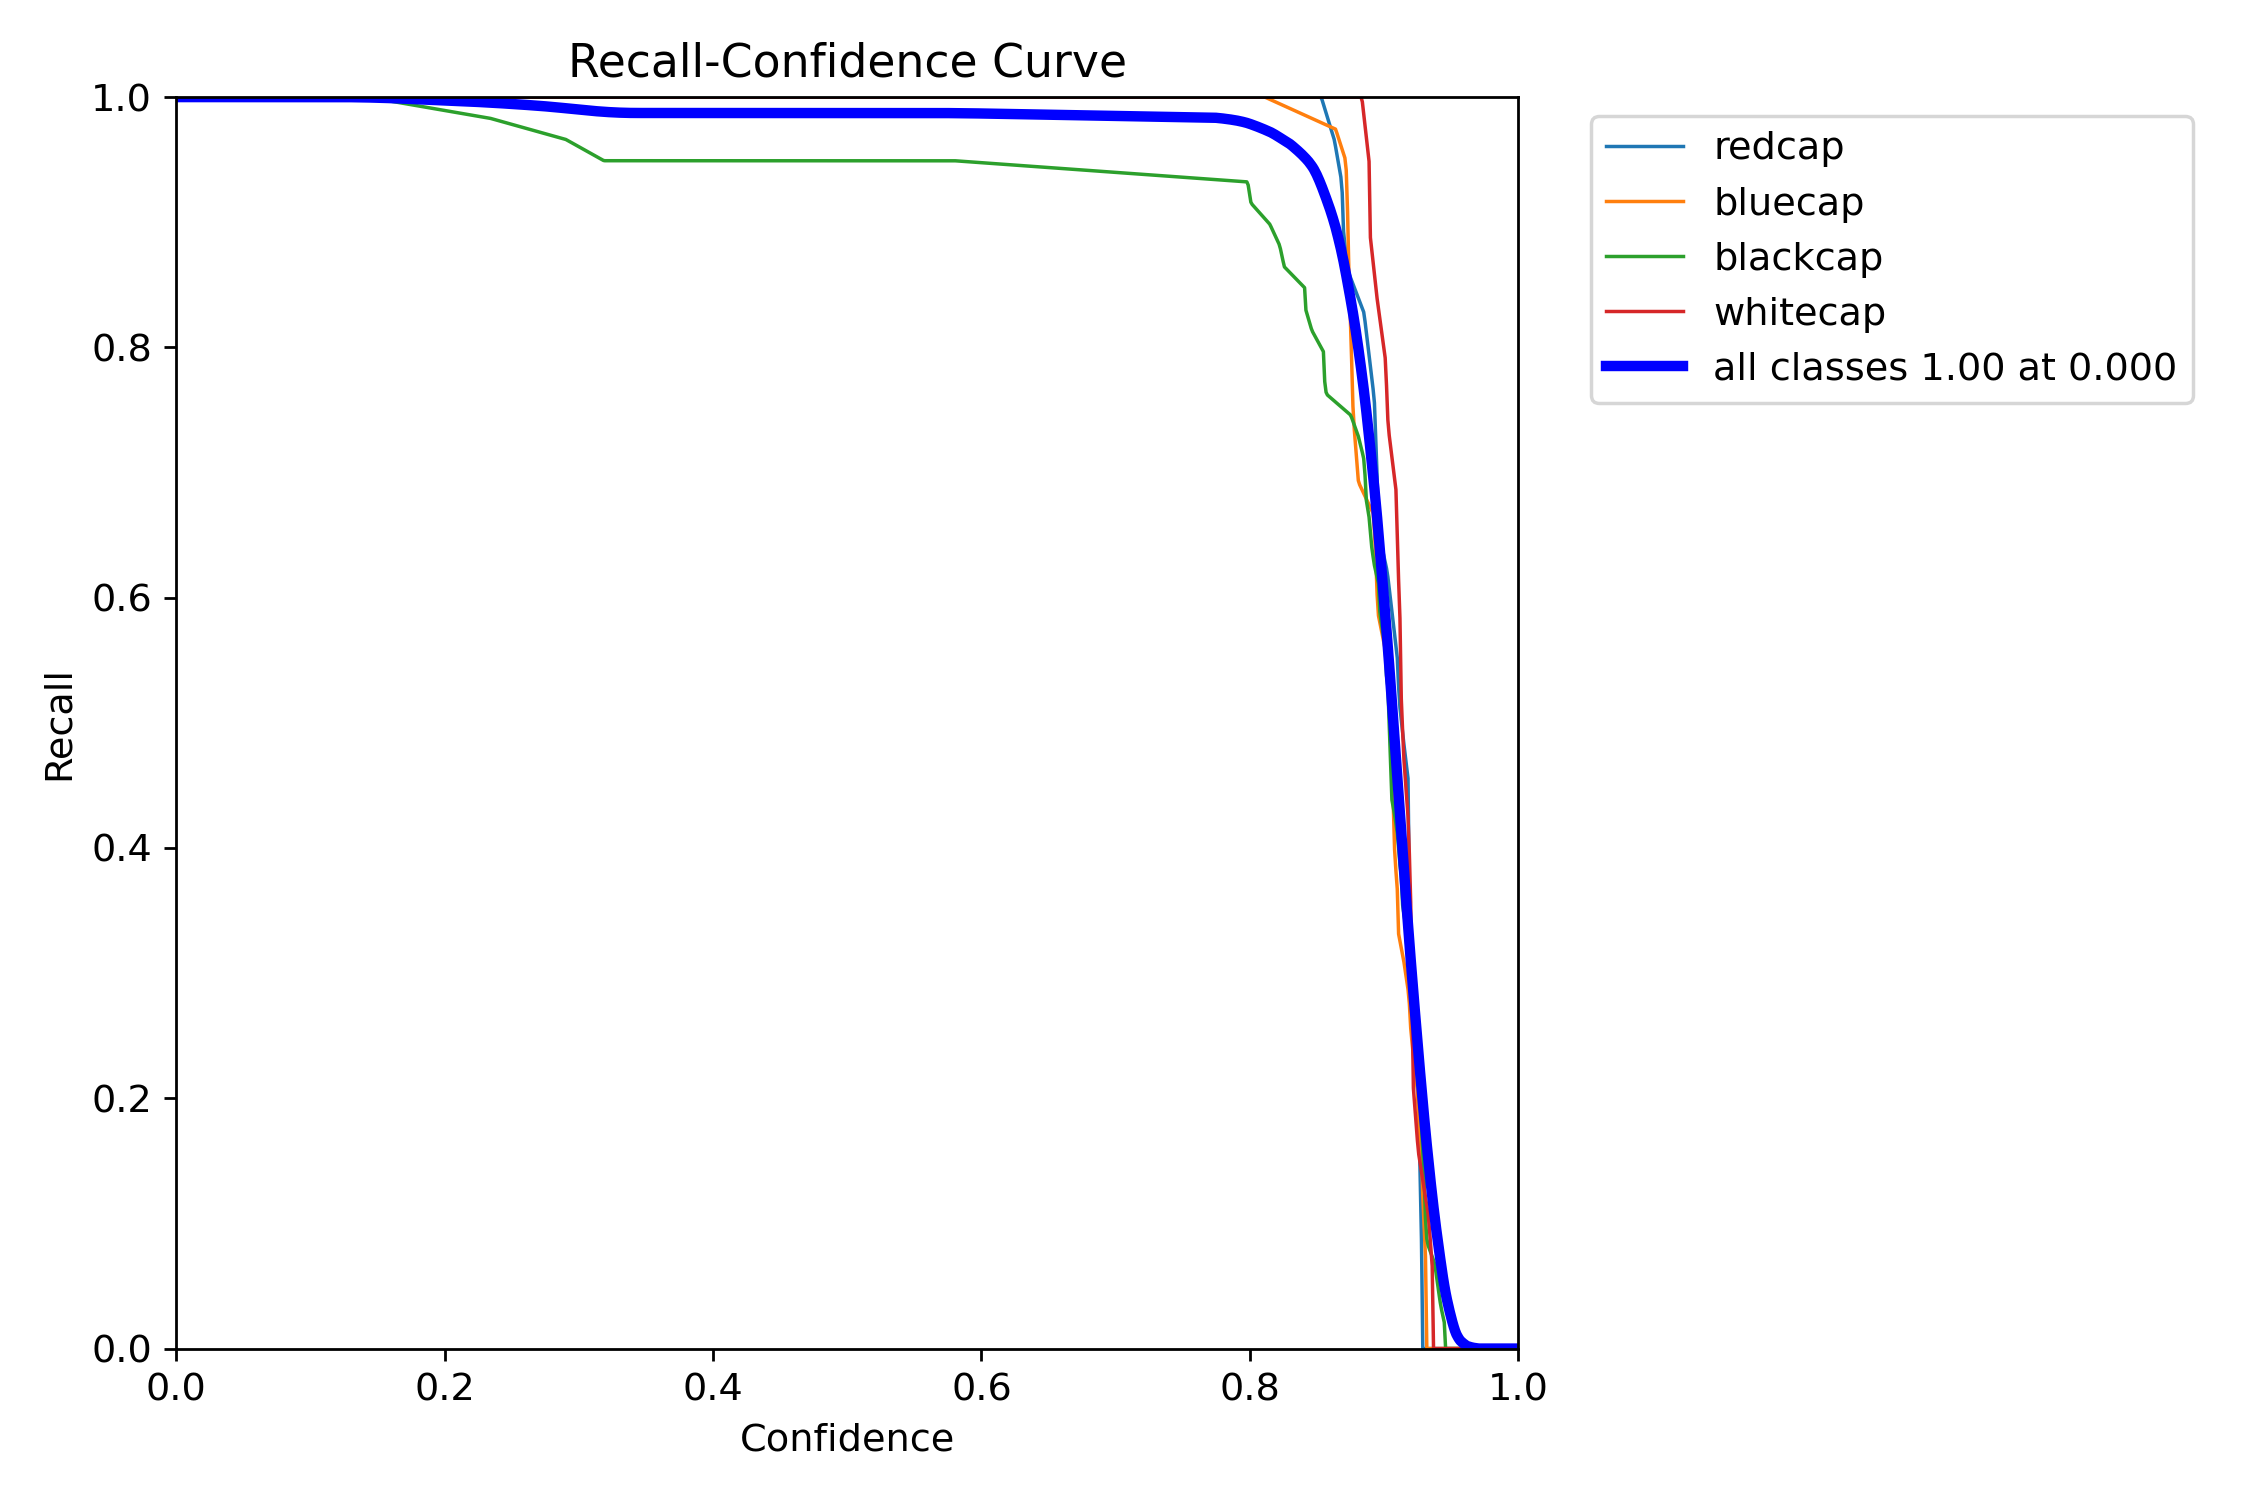 Recall-Confidence Curve
1.0
0.8
0.6
0.4
0.2
0.0
Recall
0.0 0.2 0.4 0.6 0.8 1.0
Confidence
redcap
bluecap
blackcap
whitecap
all classes 1.00 at 0.000